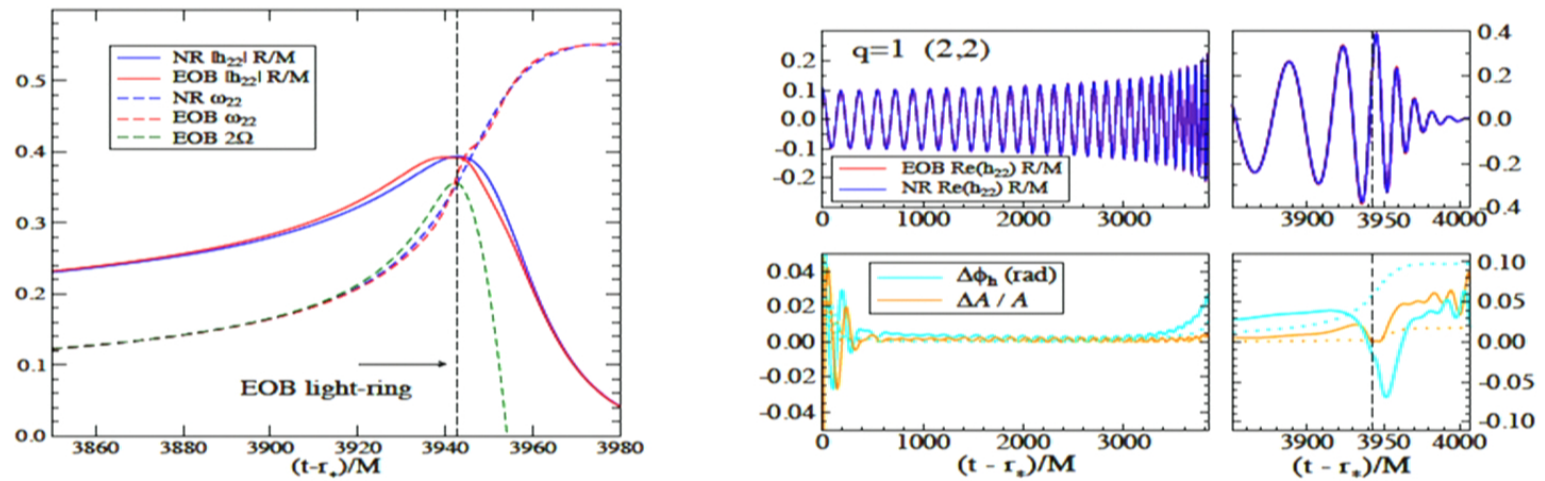 NR |h₂₂| R/M
EOB |h₂₂| R/M
NR ω₂₂
EOB ω₂₂
EOB 2Ω
0.5
0.4
0.3
0.2
0.1
0.0
EOB light-ring
3860 3880 3900 3920 3940 3960 3980
(t-r*)/M
q=1 (2,2)
0.2
0.1
0.0
-0.1
-0.2
EOB Re(h₂₂) R/M
NR Re(h₂₂) R/M
0 1000 2000 3000
0.4
0.2
0.0
-0.2
-0.4
3900 3950 4000
0.04
0.02
0.00
-0.02
-0.04
Δϕh (rad)
ΔA / A
0 1000 2000 3000
(t - r*)/M
0.10
0.05
0.00
-0.05
-0.10
3900 3950 4000
(t - r*)/M